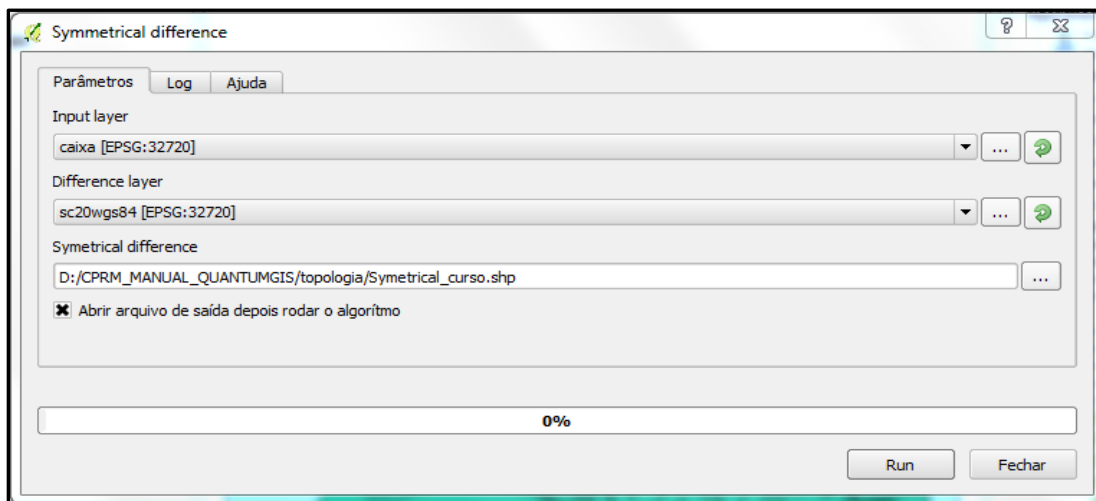 Symmetrical difference
Parâmetros Log Ajuda
Input layer
caixa [EPSG:32720] ...
Difference layer
sc20wgs84 [EPSG:32720] ...
Symetrical difference
D:/CPRM_MANUAL_QUANTUMGIS/topologia/Symetrical_curso.shp ...
Abrir arquivo de saída depois rodar o algorítmo
0%
Run Fechar